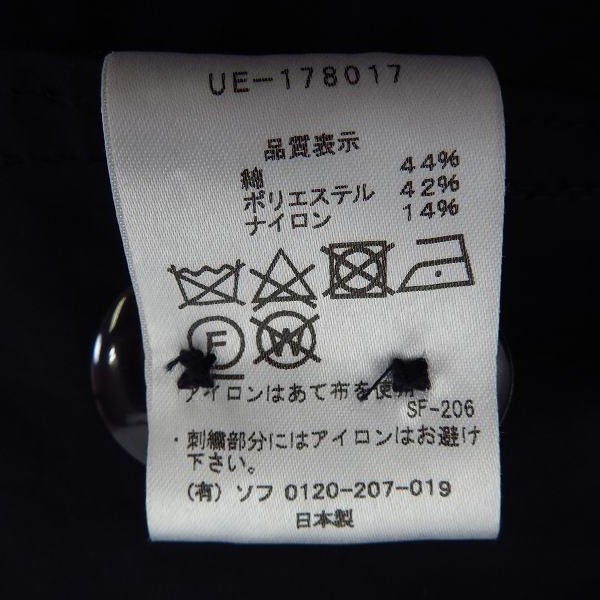 UE-178017
品質表示
綿 44%
ポリエステル 42%
ナイロン 14%
F W
アイロンはあて布を使用
SF-206
・刺繍部分にはアイロンはお避け
下さい。
(有) ソフ 0120-207-019
日本製